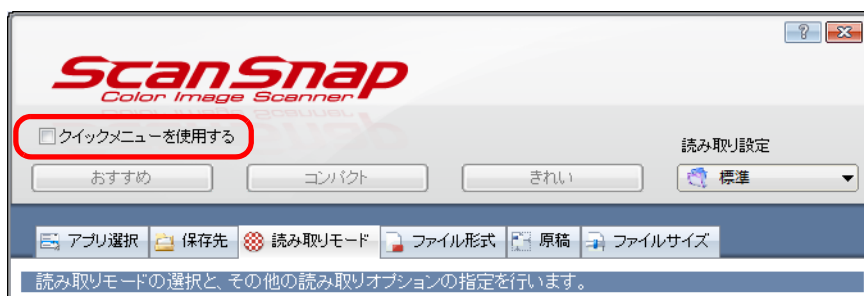 ScanSnap
Color Image Scanner
クイックメニューを使用する
読み取り設定
おすすめ コンパクト きれい 標準
アプリ選択 保存先 読み取りモード ファイル形式 原稿 ファイルサイズ
読み取りモードの選択と、その他の読み取りオプションの指定を行います。